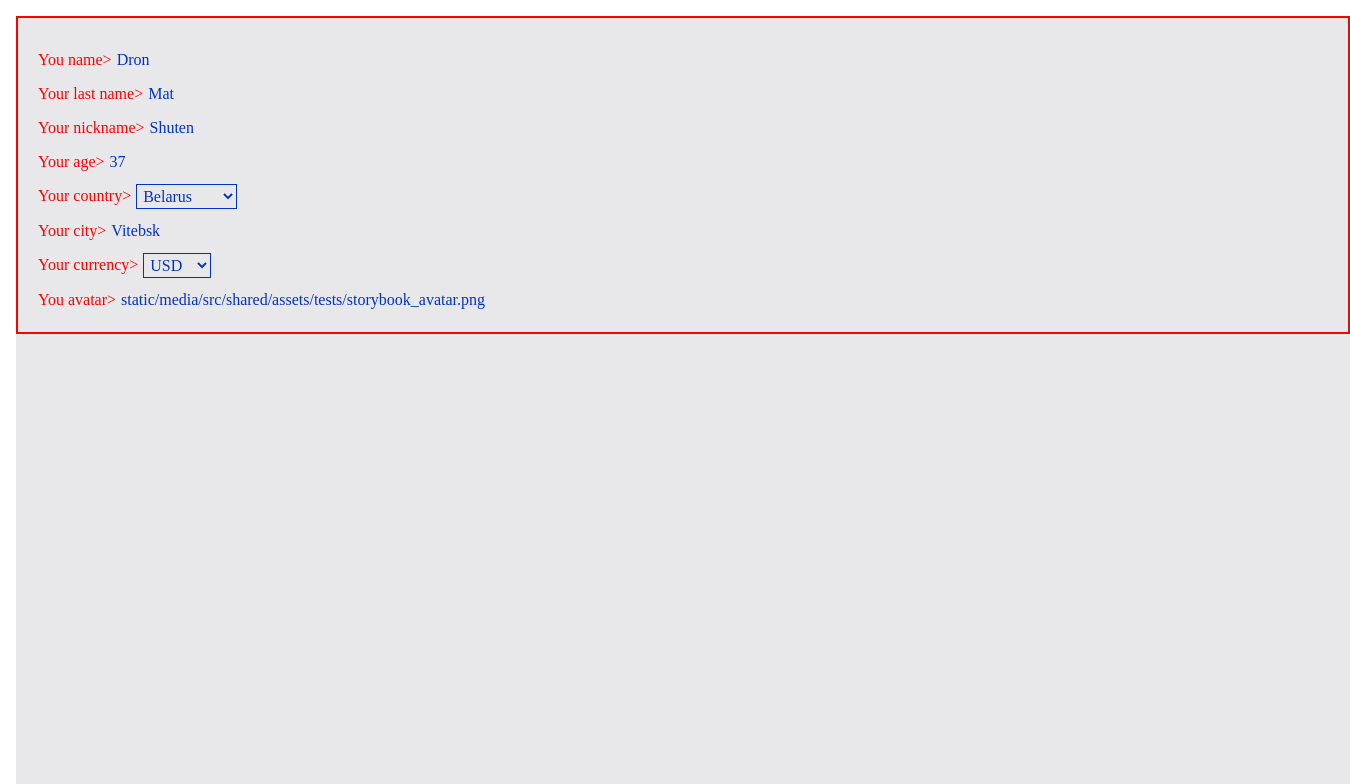 You name> Dron
Your last name> Mat
Your nickname> Shuten
Your age> 37
Your country> Belarus
Your city> Vitebsk
Your currency> USD
You avatar> static/media/src/shared/assets/tests/storybook_avatar.png